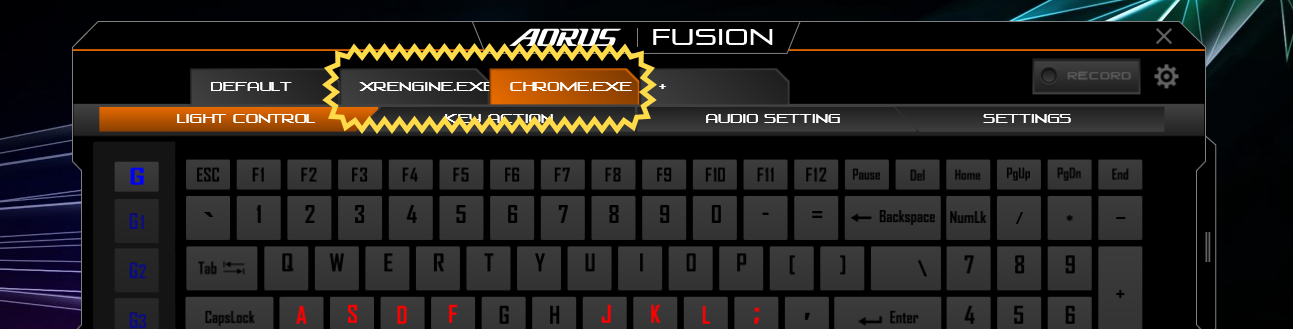 AORUS | FUSION
RECORD
DEFAULT XRENGINE.EXE CHROME.EXE +
LIGHT CONTROL KEY ACTION AUDIO SETTING SETTINGS
G ESC F1 F2 F3 F4 F5 F6 F7 F8 F9 F10 F11 F12 Pause Del Home PgUp PgDn End
G1 ` 1 2 3 4 5 6 7 8 9 0 - = Backspace NumLk / * -
G2 Tab Q W E R T Y U I O P [ ] \ 7 8 9
+
G3 CapsLock A S D F G H J K L ; ' Enter 4 5 6